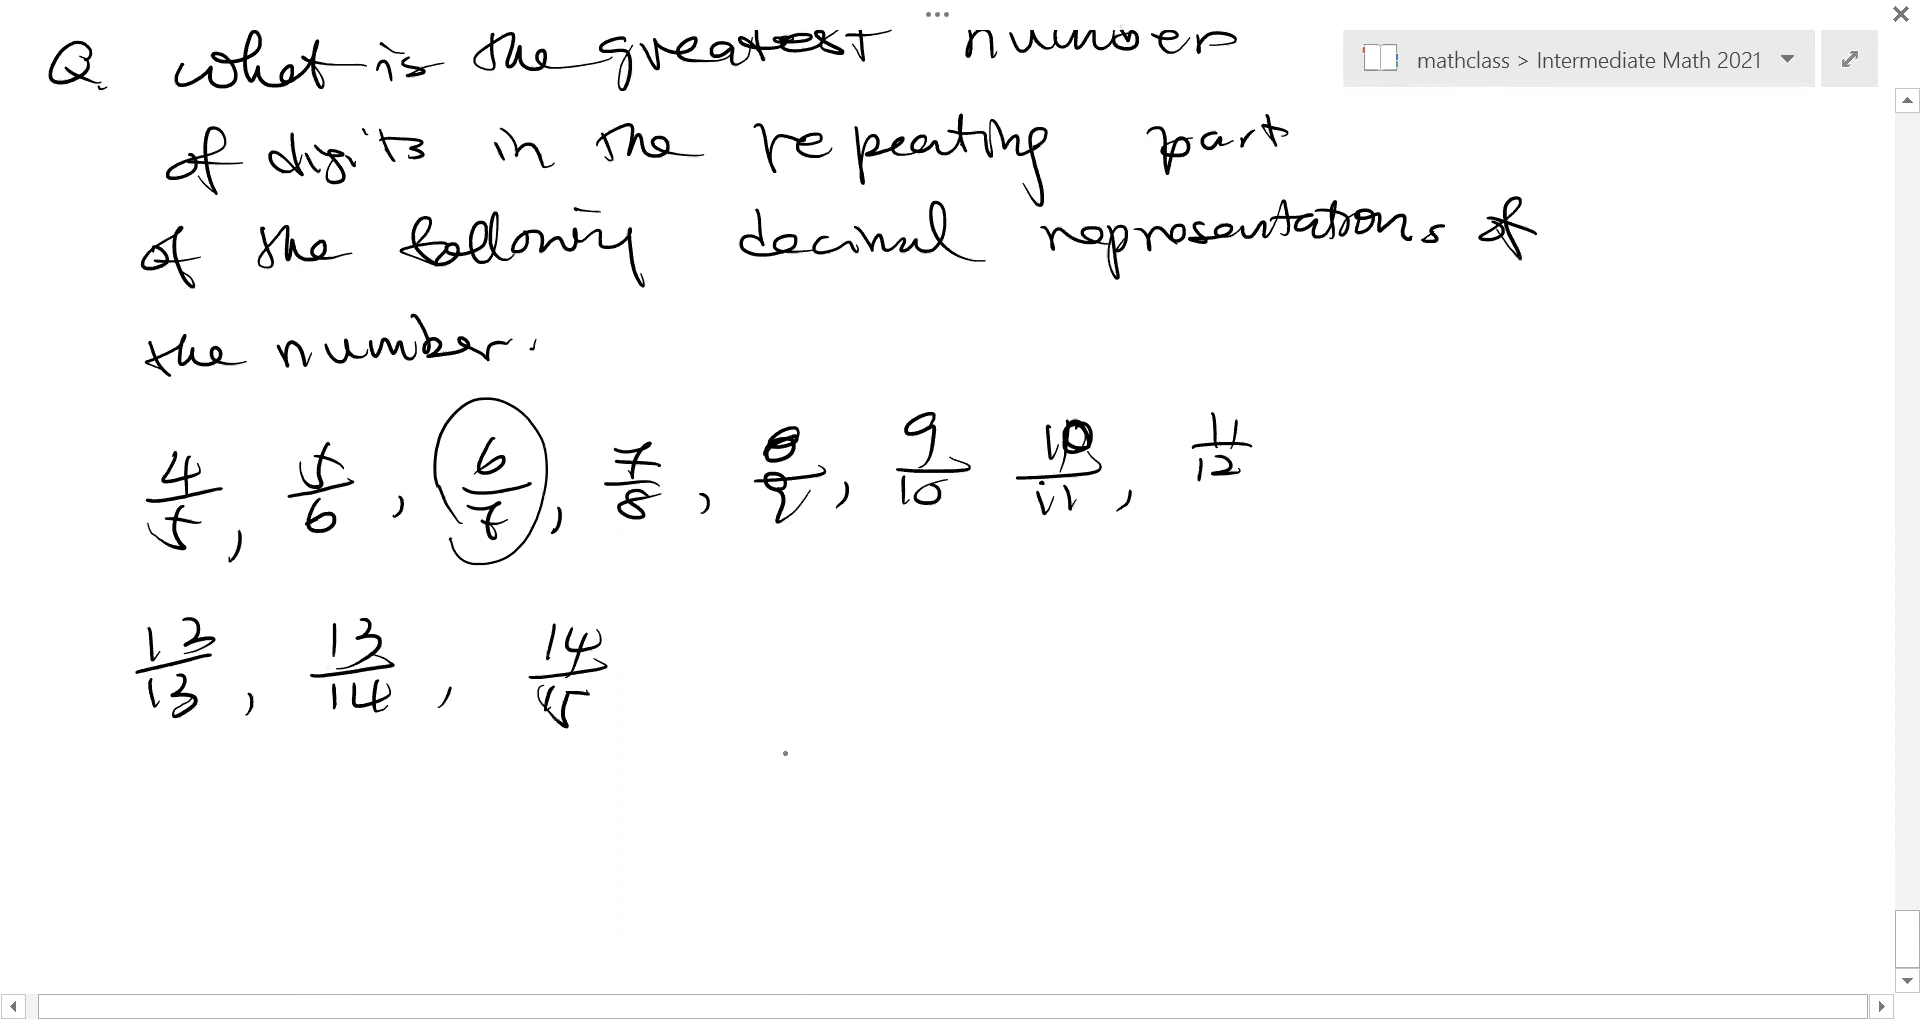 Q. what is the greatest number
mathclass > Intermediate Math 2021
of digits in the repeating part
of the following decimal representations of
the number.
4/5, 5/6, 6/7, 7/8, 8/9, 9/10 10/11, 11/12
12/13, 13/14, 14/15